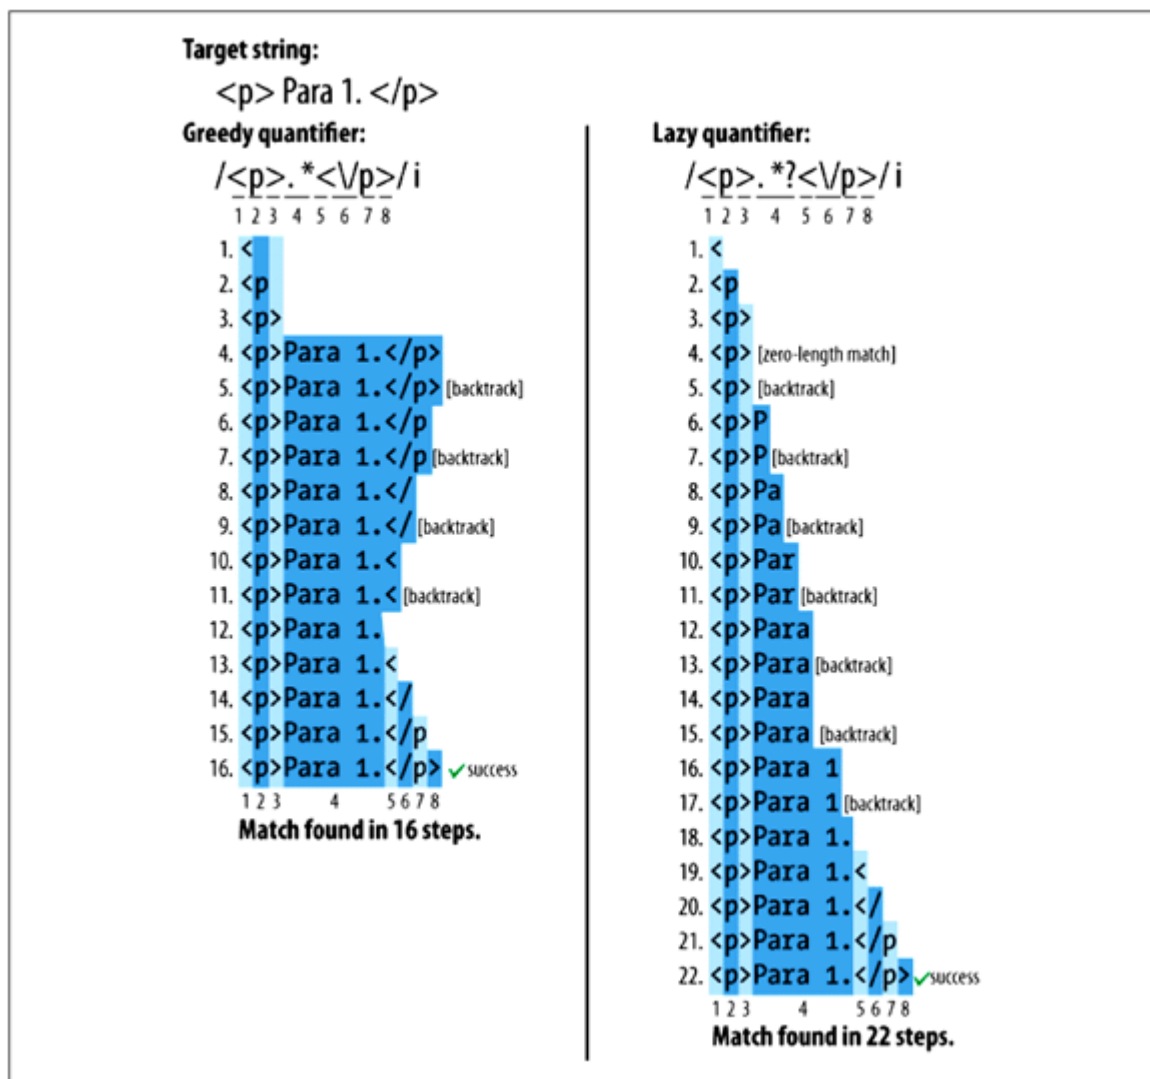 Target string:
<p> Para 1. </p>
Greedy quantifier:
/<p>. *<\/p>/ i
1 2 3 4 5 6 7 8
1. <
2. <p
3. <p>
4. <p>Para 1.</p>
5. <p>Para 1.</p> [backtrack]
6. <p>Para 1.</p
7. <p>Para 1.</p [backtrack]
8. <p>Para 1.</
9. <p>Para 1.</ [backtrack]
10. <p>Para 1.<
11. <p>Para 1.< [backtrack]
12. <p>Para 1.
13. <p>Para 1.<
14. <p>Para 1.</
15. <p>Para 1.</p
16. <p>Para 1.</p> ✓success
1 2 3 4 5 6 7 8
Match found in 16 steps.
Lazy quantifier:
/<p>. *?<\/p>/ i
1 2 3 4 5 6 7 8
1. <
2. <p
3. <p>
4. <p> [zero-length match]
5. <p> [backtrack]
6. <p>P
7. <p>P [backtrack]
8. <p>Pa
9. <p>Pa [backtrack]
10. <p>Par
11. <p>Par [backtrack]
12. <p>Para
13. <p>Para [backtrack]
14. <p>Para
15. <p>Para [backtrack]
16. <p>Para 1
17. <p>Para 1 [backtrack]
18. <p>Para 1.
19. <p>Para 1.<
20. <p>Para 1.</
21. <p>Para 1.</p
22. <p>Para 1.</p> ✓success
1 2 3 4 5 6 7 8
Match found in 22 steps.